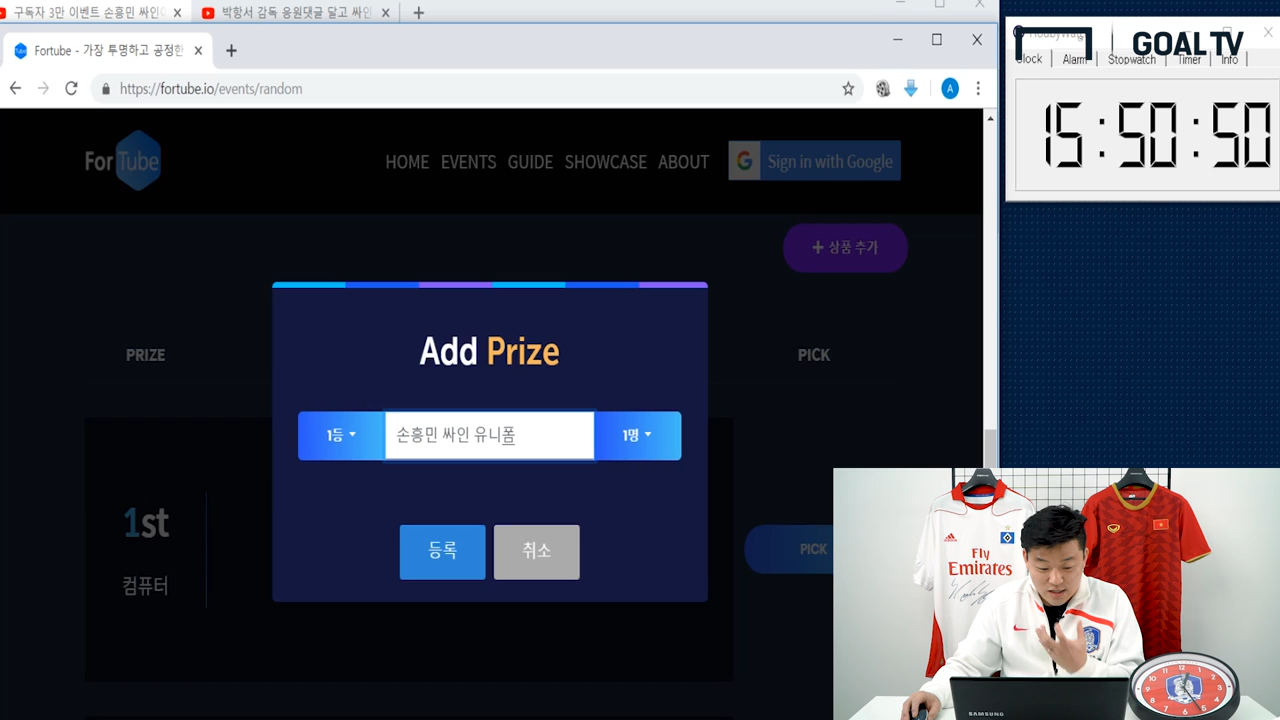 구독자 3만 이벤트 손흥민 싸인
박항서 감독 응원댓글 달고 싸인
Fortube - 가장 투명하고 공정한
https://fortube.io/events/random
A
For Tube
HOME EVENTS GUIDE SHOWCASE ABOUT
G Sign in with Google
+ 상품 추가
PRIZE
PICK
Add Prize
1등
손흥민 싸인 유니폼
1명
등록
취소
1st
컴퓨터
PICK
GOAL TV
Clock
Alarm
Stopwatch
Timer
Info
15:50:50
Fly
Emirates
SAMSUNG